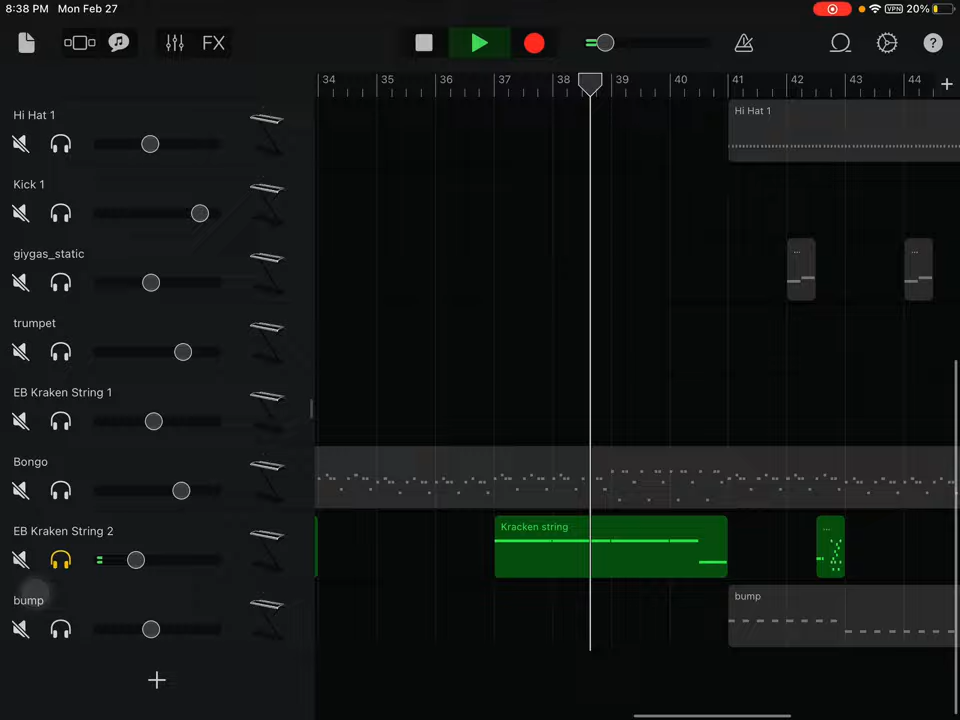 8:38 PM Mon Feb 27
VPN 20%
FX
?
34 35 36 37 38 39 40 41 42 43 44
Hi Hat 1
Hi Hat 1
Kick 1
giygas_static
...
...
trumpet
EB Kraken String 1
Bongo
EB Kraken String 2
Kracken string
...
bump
bump